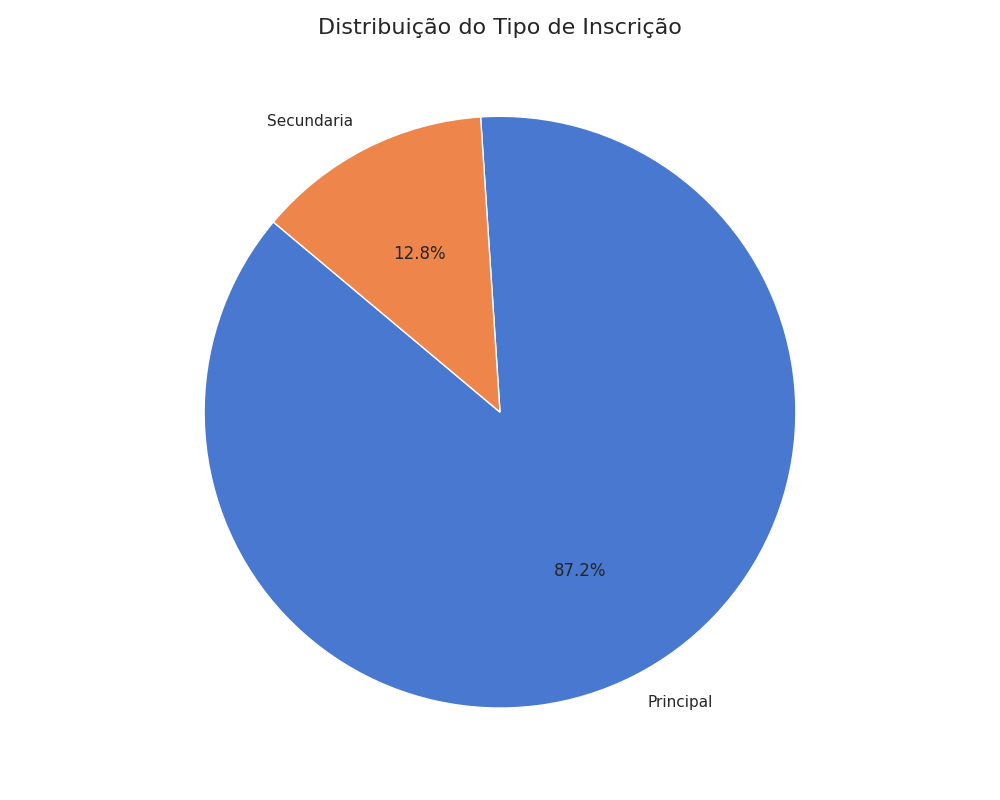 Distribuição do Tipo de Inscrição
Secundaria
12.8%
87.2%
Principal